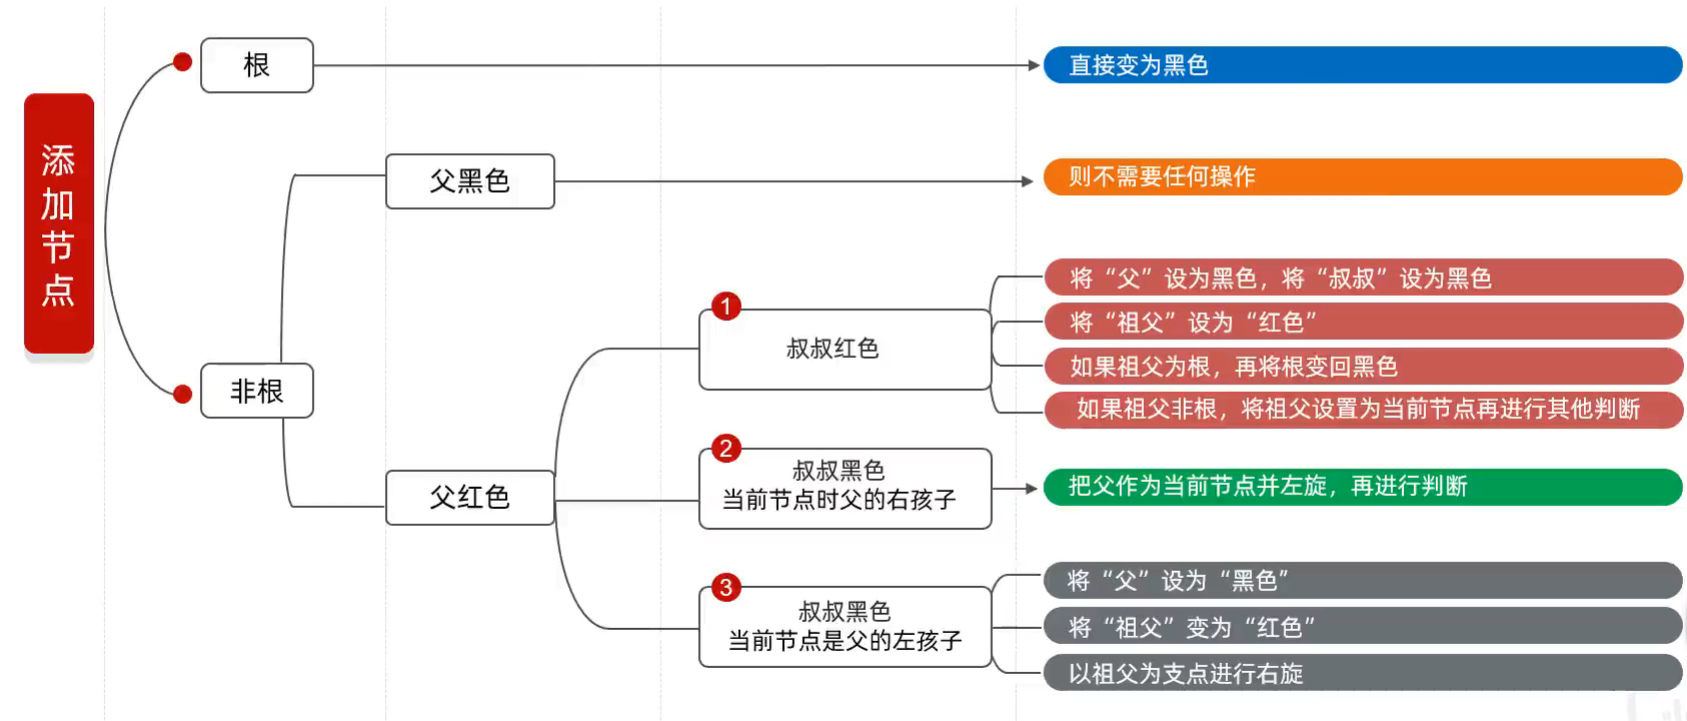 添加节点
根
直接变为黑色
父黑色
则不需要任何操作
非根
父红色
1
叔叔红色
将“父”设为黑色，将“叔叔”设为黑色
将“祖父”设为“红色”
如果祖父为根，再将根变回黑色
如果祖父非根，将祖父设置为当前节点再进行其他判断
2
叔叔黑色
当前节点时父的右孩子
把父作为当前节点并左旋，再进行判断
3
叔叔黑色
当前节点是父的左孩子
将“父”设为“黑色”
将“祖父”变为“红色”
以祖父为支点进行右旋